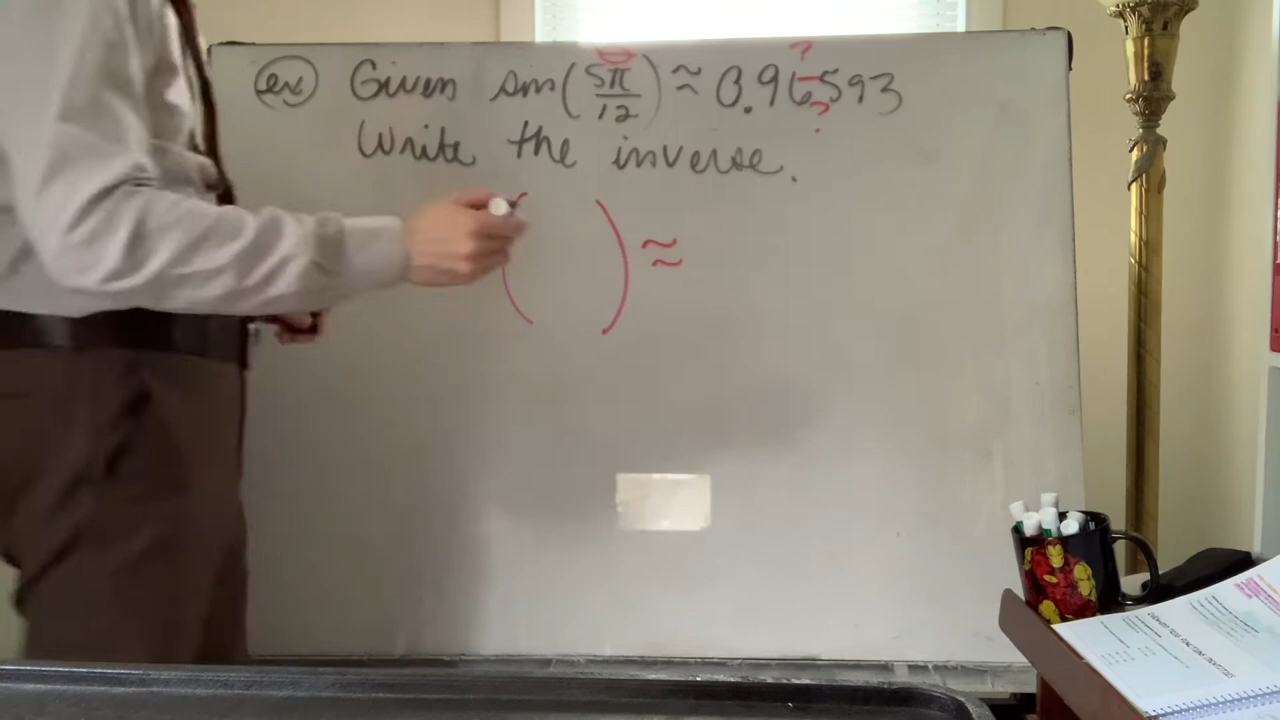 ex Given sin(5π/12) ≈ 0.96593
Write the inverse.
( ) ≈